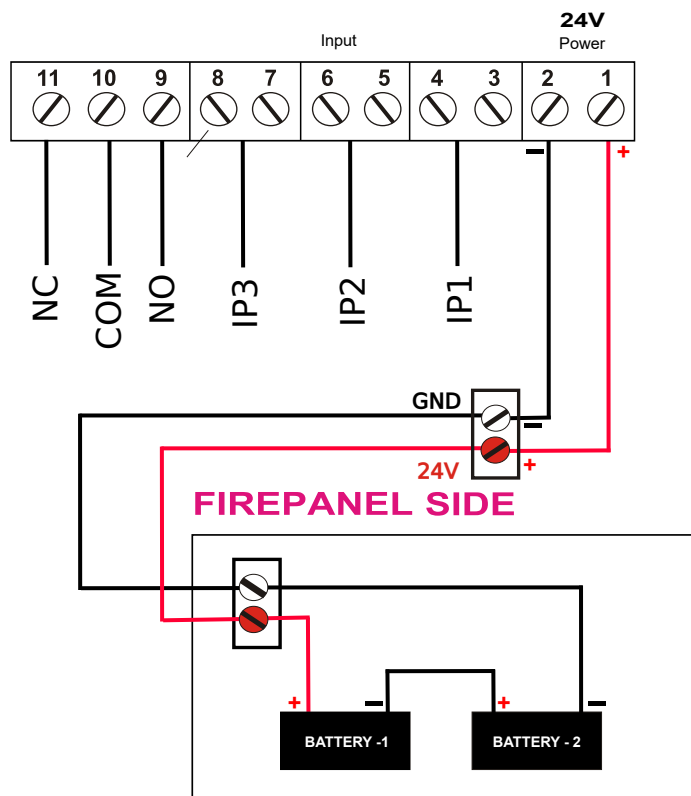 24V
Input
Power
11 10 9 8 7 6 5 4 3 2 1
− +
NC COM NO IP3 IP2 IP1
GND −
24V +
FIREPANEL SIDE
+ − + −
BATTERY -1 BATTERY - 2